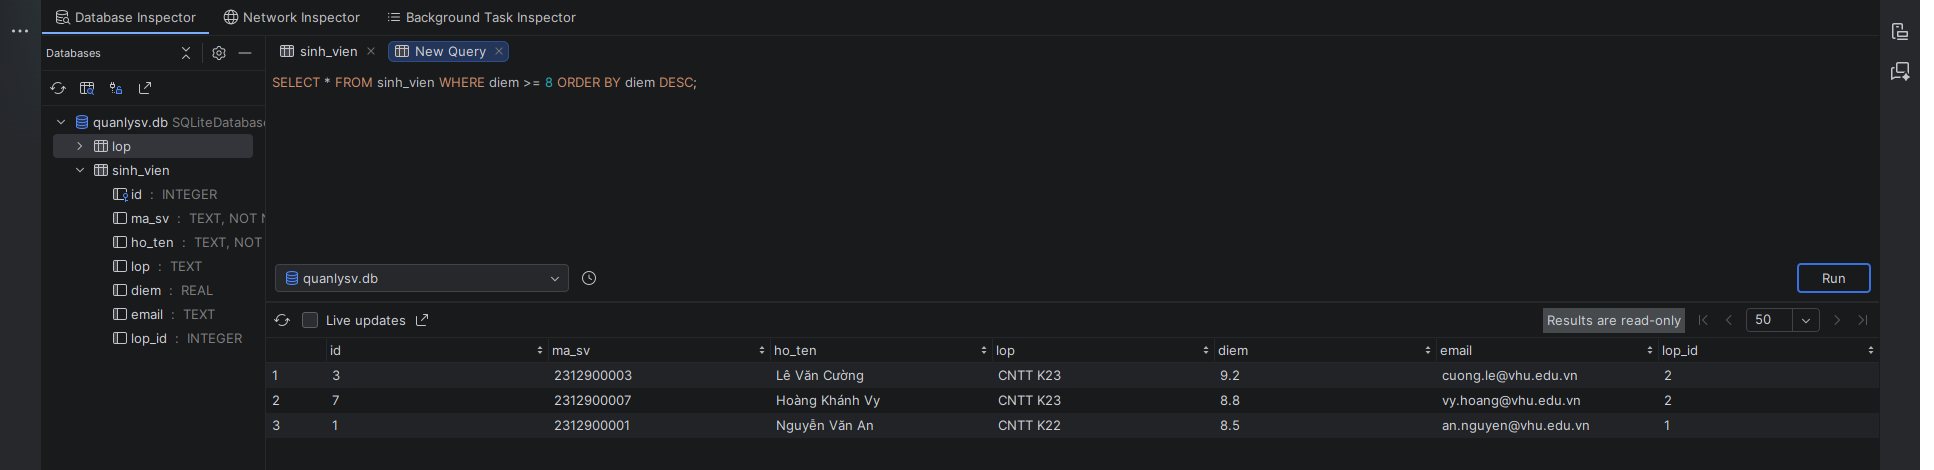 Database Inspector Network Inspector Background Task Inspector
Databases
sinh_vien New Query
SELECT * FROM sinh_vien WHERE diem >= 8 ORDER BY diem DESC;
quanlysv.db SQLiteDatabase
lop
sinh_vien
id : INTEGER
ma_sv : TEXT, NOT N
ho_ten : TEXT, NOT
lop : TEXT
diem : REAL
email : TEXT
lop_id : INTEGER
quanlysv.db
Run
Live updates
Results are read-only
50
id ma_sv ho_ten lop diem email lop_id
1 3 2312900003 Lê Văn Cường CNTT K23 9.2 cuong.le@vhu.edu.vn 2
2 7 2312900007 Hoàng Khánh Vy CNTT K23 8.8 vy.hoang@vhu.edu.vn 2
3 1 2312900001 Nguyễn Văn An CNTT K22 8.5 an.nguyen@vhu.edu.vn 1